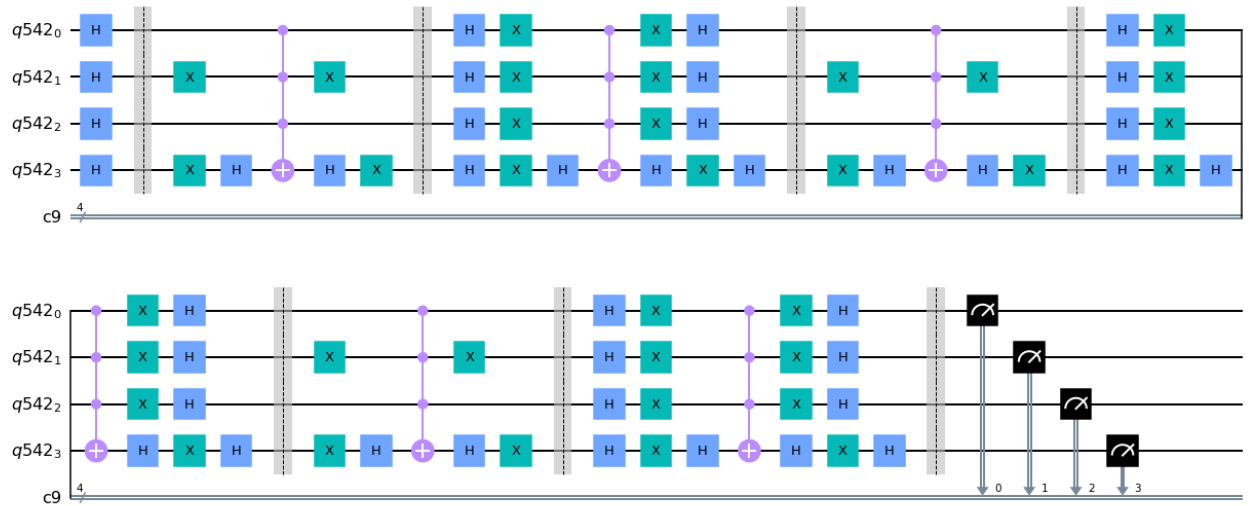 q542₀ H H X X H H X
q542₁ H X X H X X H X X H X
q542₂ H H X X H H X
q542₃ H X H H X H X H H X H X H H X H X H
c9 4
q542₀ X H H X X H
q542₁ X H X X H X X H
q542₂ X H H X X H
q542₃ H X H X H H X H X H H X H
c9 4 0 1 2 3